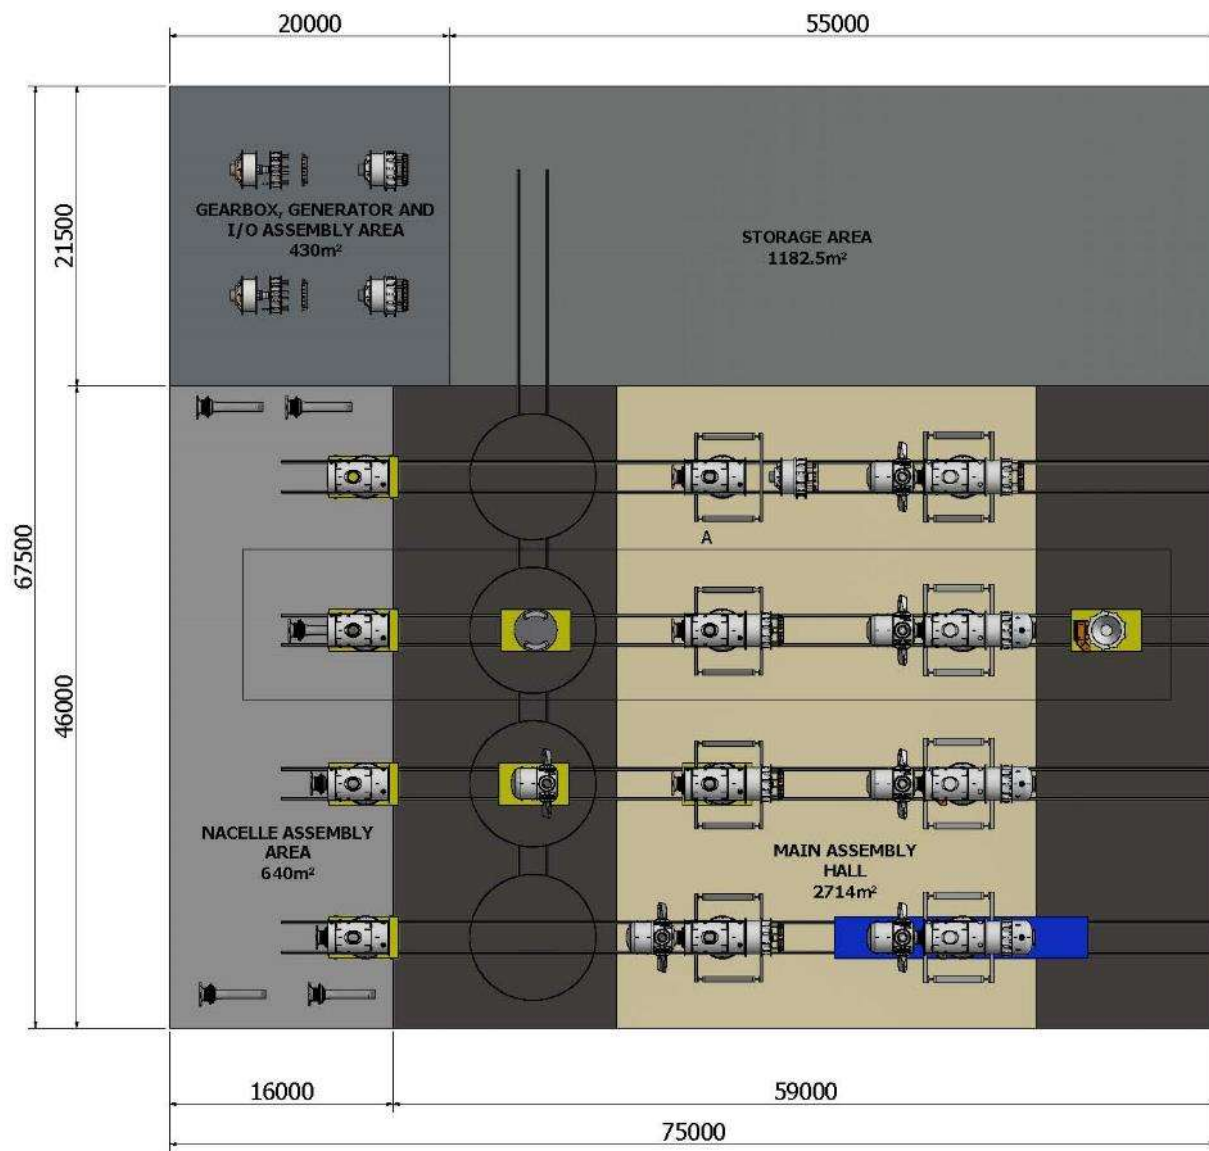 20000
55000
GEARBOX, GENERATOR AND
I/O ASSEMBLY AREA
430m²
STORAGE AREA
1182.5m²
21500
67500
46000
A
NACELLE ASSEMBLY
AREA
640m²
MAIN ASSEMBLY
HALL
2714m²
16000
59000
75000